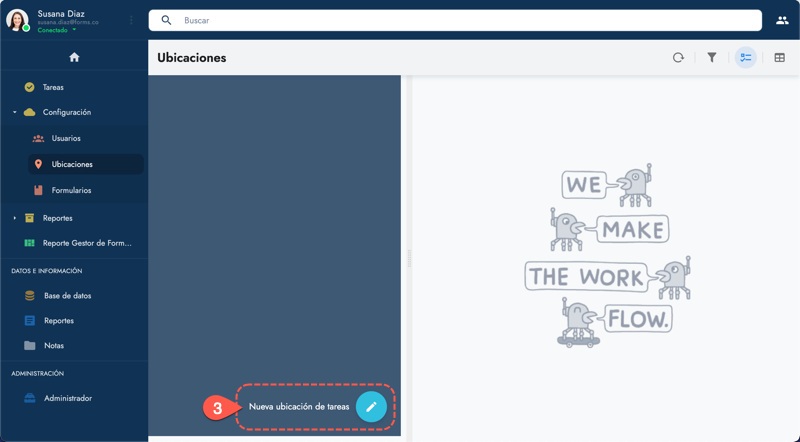 Susana Diaz
susana.diaz@forms.co
Conectado
Buscar
Ubicaciones
Tareas
Configuración
Usuarios
Ubicaciones
Formularios
Reportes
Reporte Gestor de Form...
DATOS E INFORMACIÓN
Base de datos
Reportes
Notas
ADMINISTRACIÓN
Administrador
WE
MAKE
THE WORK
FLOW.
3
Nueva ubicación de tareas